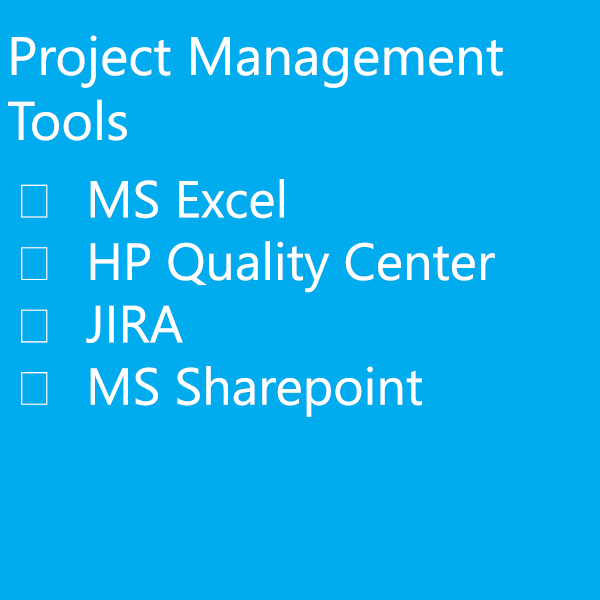 Project Management
Tools
MS Excel
HP Quality Center
JIRA
MS Sharepoint